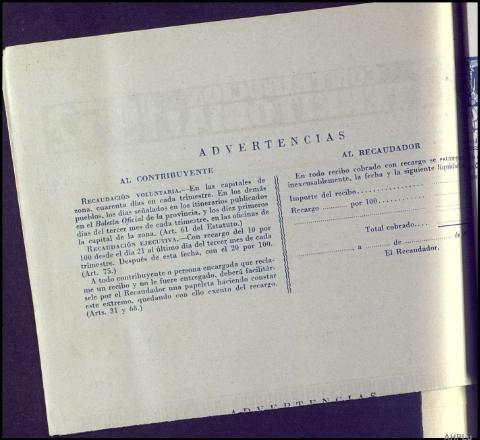 ADVERTENCIAS
AL CONTRIBUYENTE
RECAUDACIÓN VOLUNTARIA.—En las capitales de
zona, cuarenta días en cada trimestre. En los demás
pueblos, los días señalados en los itinerarios publicados
en el Boletín Oficial de la provincia, y los diez primeros
días del tercer mes de cada trimestre, en las oficinas de
la capital de la zona. (Art. 61 del Estatuto.)
RECAUDACIÓN EJECUTIVA.—Con recargo del 10 por
100 desde el día 21 al último día del tercer mes de cada
trimestre. Después de esta fecha, con el 20 por 100.
(Art. 75.)
A todo contribuyente o persona encargada que recla-
me un recibo y no le fuere entregado, deberá facilitár-
sele por el Recaudador una papeleta haciendo constar
este extremo, quedando con ello exento del recargo.
(Arts. 31 y 66.)
AL RECAUDADOR
En todo recibo cobrado con recargo se
inexcusablemente, la fecha y la siguiente
Importe del recibo
Recargo ........ por 100
Total cobrado
, a ........ de ........ de
El Recaudador.
ADVERTENCIAS